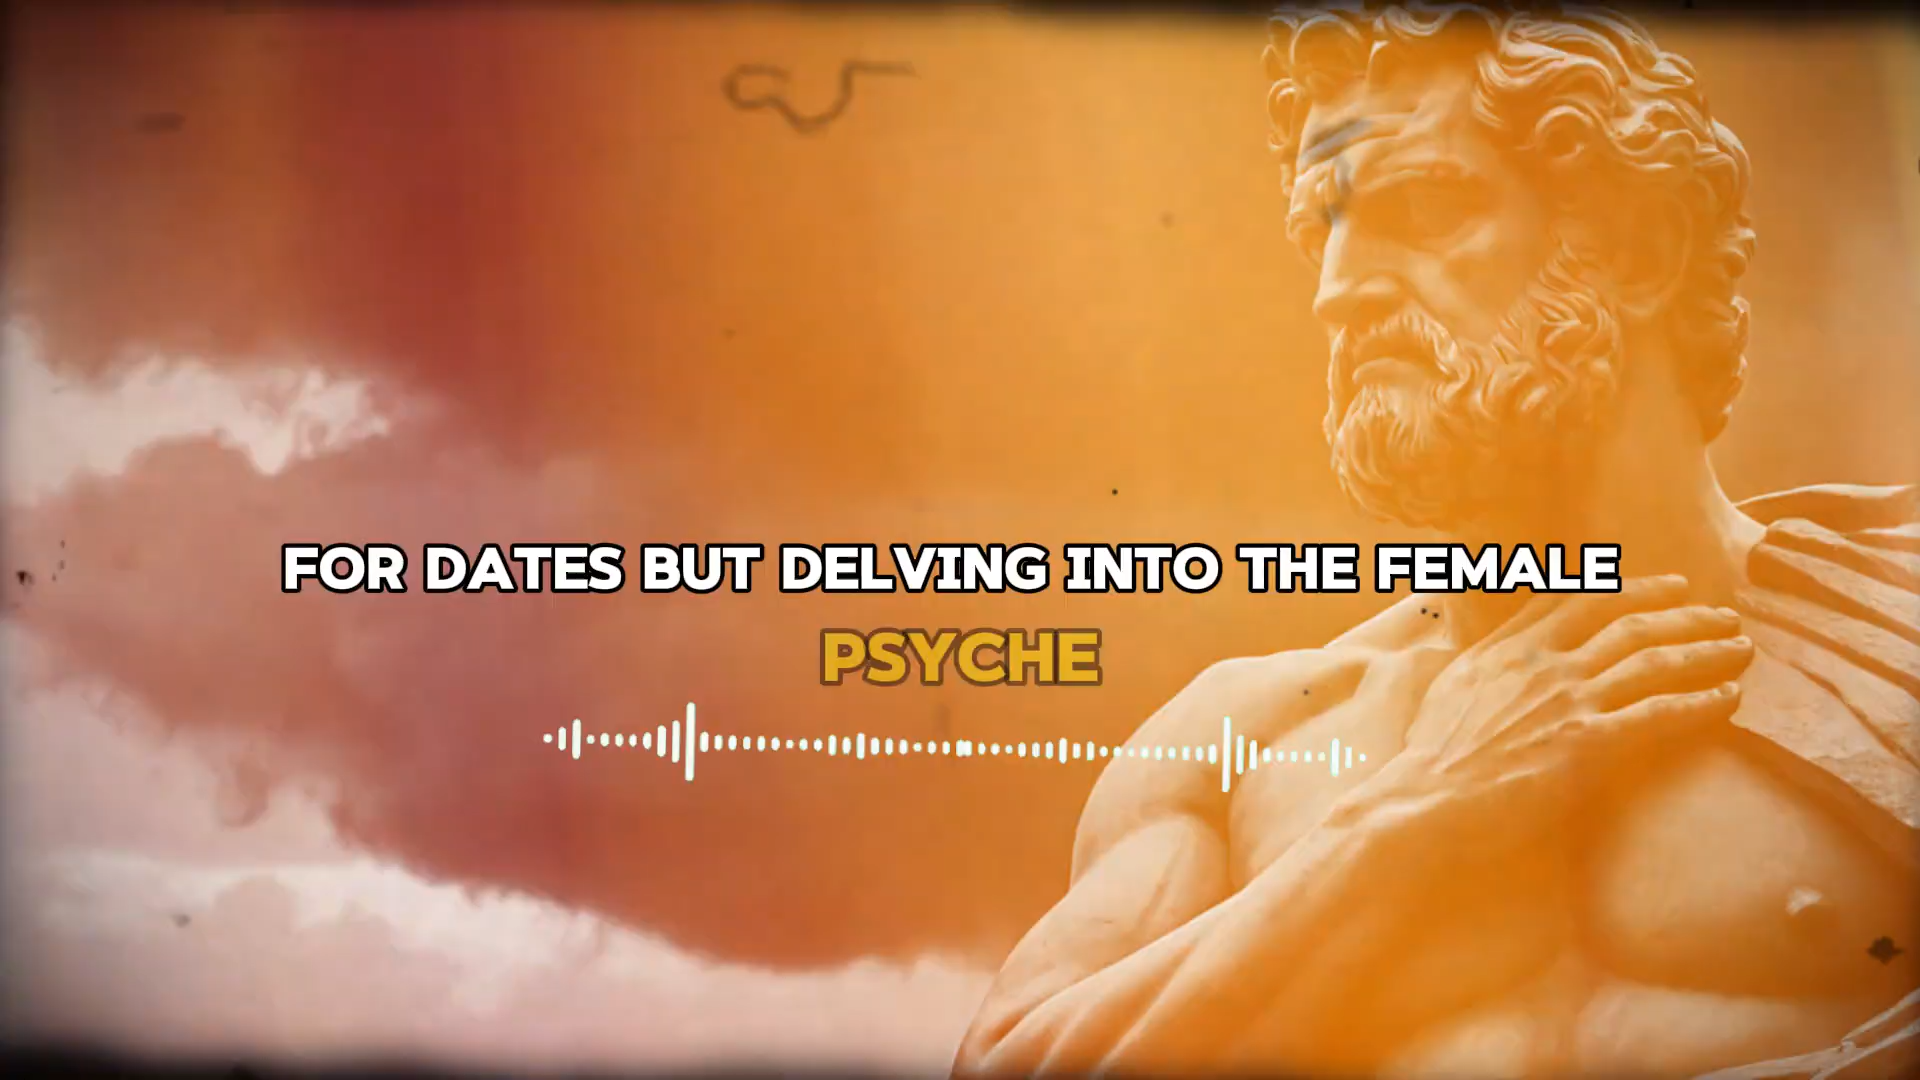 FOR DATES BUT DELVING INTO THE FEMALE
PSYCHE